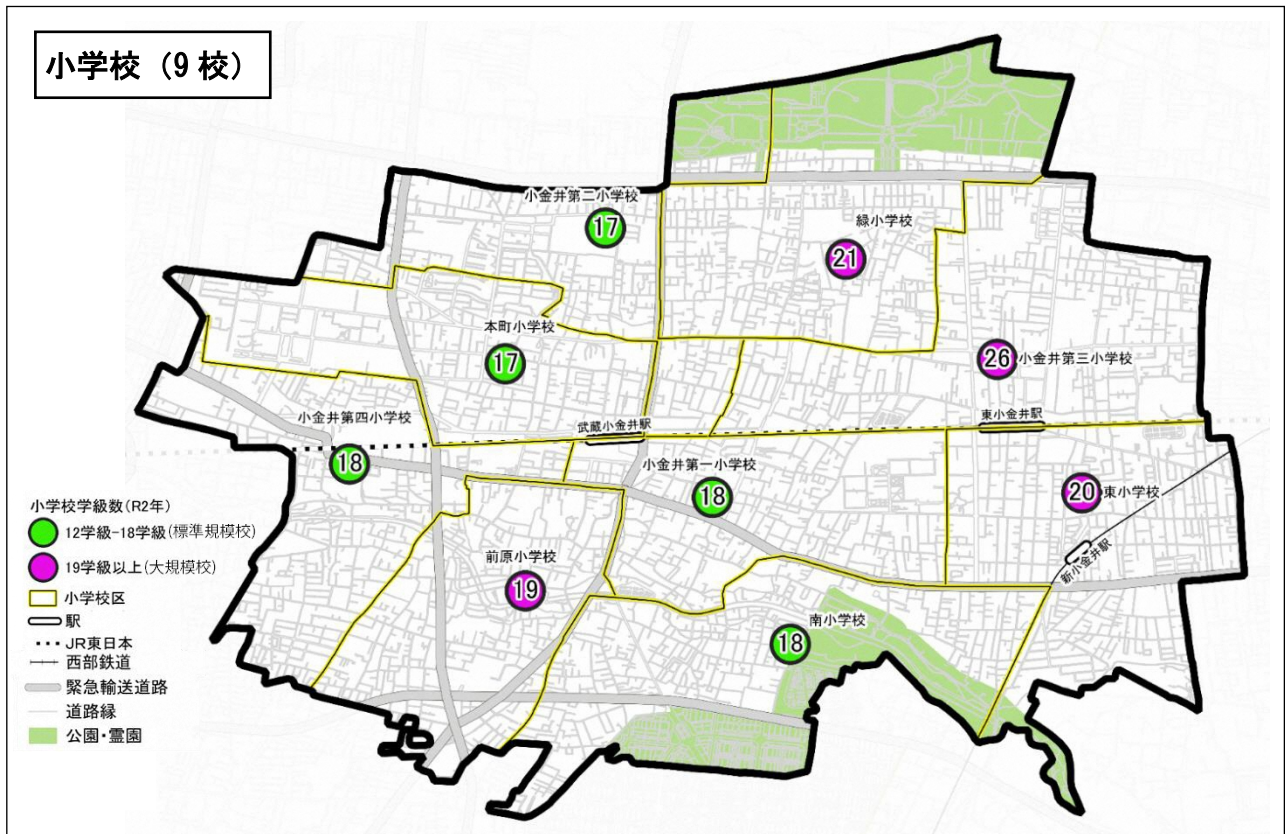 小学校（9校）
小金井第二小学校
17
緑小学校
21
本町小学校
17
26 小金井第三小学校
小金井第四小学校
18
武蔵小金井駅
東小金井駅
小金井第一小学校
18
20 東小学校
新小金井駅
前原小学校
19
南小学校
18
小学校学級数(R2年)
12学級-18学級(標準規模校)
19学級以上(大規模校)
小学校区
駅
JR東日本
西部鉄道
緊急輸送道路
道路縁
公園・霊園